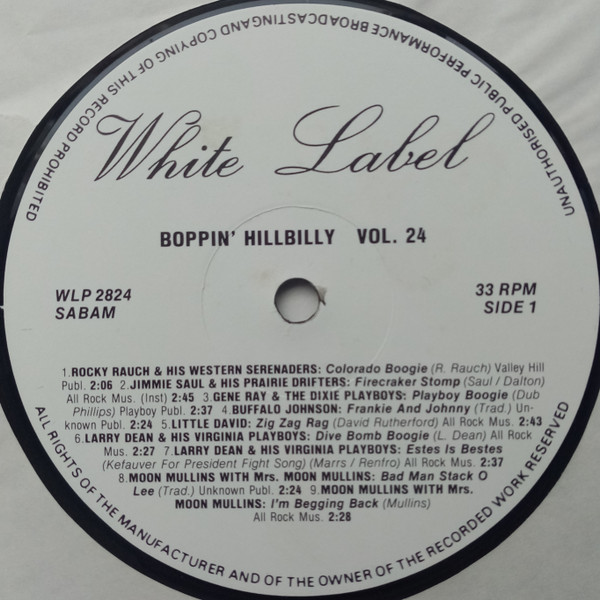 UNAUTHORISED PUBLIC PERFORMANCE BROADCASTING AND COPYING OF THIS RECORD PROHIBITED
White Label
BOPPIN' HILLBILLY VOL. 24
WLP 2824
SABAM
33 RPM
SIDE 1
1.ROCKY RAUCH & HIS WESTERN SERENADERS: Colorado Boogie (R. Rauch) Valley Hill
Publ. 2:06 2.JIMMIE SAUL & HIS PRAIRIE DRIFTERS: Firecraker Stomp (Saul / Dalton)
All Rock Mus. (Inst) 2:45 3.GENE RAY & THE DIXIE PLAYBOYS: Playboy Boogie (Dub
Phillips) Playboy Publ. 2:37 4.BUFFALO JOHNSON: Frankie And Johnny (Trad.) Un-
known Publ. 2:24 5.LITTLE DAVID: Zig Zag Rag (David Rutherford) All Rock Mus. 2:43
6.LARRY DEAN & HIS VIRGINIA PLAYBOYS: Dive Bomb Boogie (L. Dean) All Rock
Mus. 2:27 7.LARRY DEAN & HIS VIRGINIA PLAYBOYS: Estes Is Bestes
(Kefauver For President Fight Song) (Marrs / Renfro) All Rock Mus. 2:37
8.MOON MULLINS WITH Mrs. MOON MULLINS: Bad Man Stack O
Lee (Trad.) Unknown Publ. 2:24 9.MOON MULLINS WITH Mrs.
MOON MULLINS: I'm Begging Back (Mullins)
All Rock Mus. 2:28
ALL RIGHTS OF THE MANUFACTURER AND OF THE OWNER OF THE RECORDED WORK RESERVED